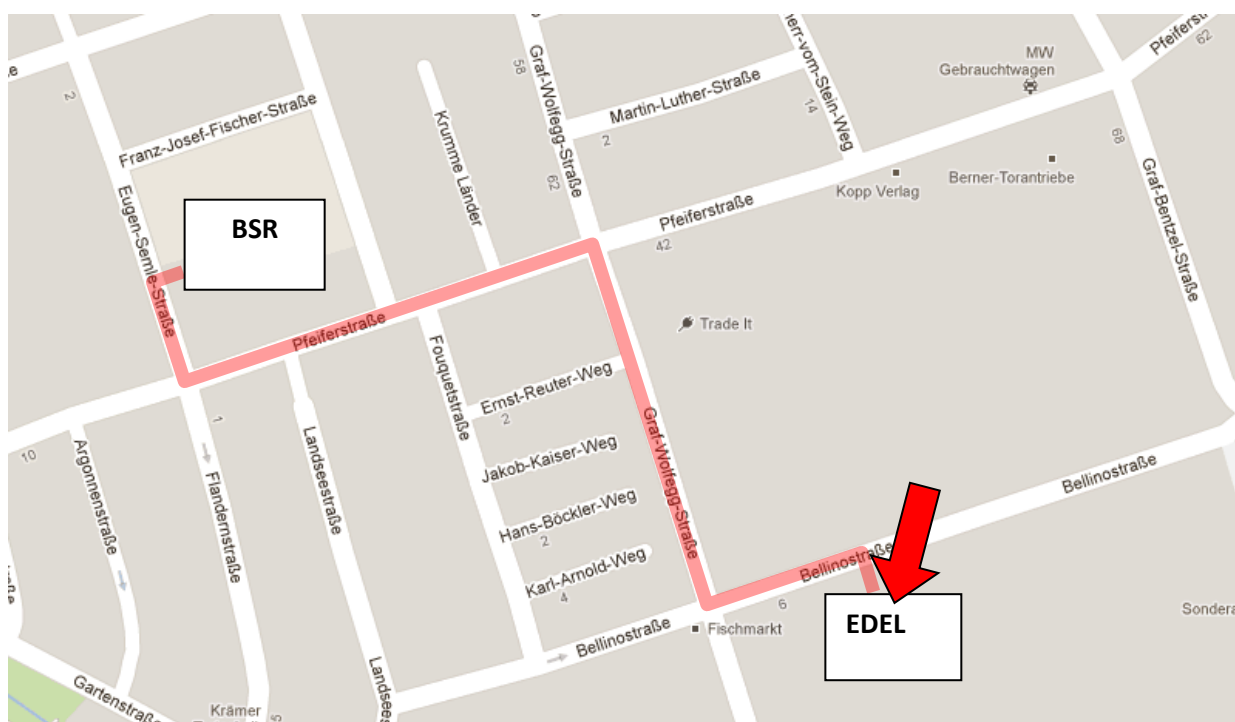 Pfeiferstraße
62
MW
Gebrauchtwagen
Graf-Wolfegg-Straße
58
2
Martin-Luther-Straße
2
14
Krumme Länder
Franz-Josef-Fischer-Straße
62
68
Kopp Verlag
Berner-Torantriebe
Graf-Bentzel-Straße
Eugen-Semle-Straße
BSR
Pfeiferstraße
42
Trade It
Pfeiferstraße
Fouquetstraße
Ernst-Reuter-Weg
2
1
10
Argonnenstraße
Flandernstraße
Landseestraße
Jakob-Kaiser-Weg
Graf-Wolfegg-Straße
Bellinostraße
Hans-Böckler-Weg
2
Karl-Arnold-Weg
4
Bellinostraße
6
EDEL
Fischmarkt
Bellinostraße
Gartenstraße
Krämer